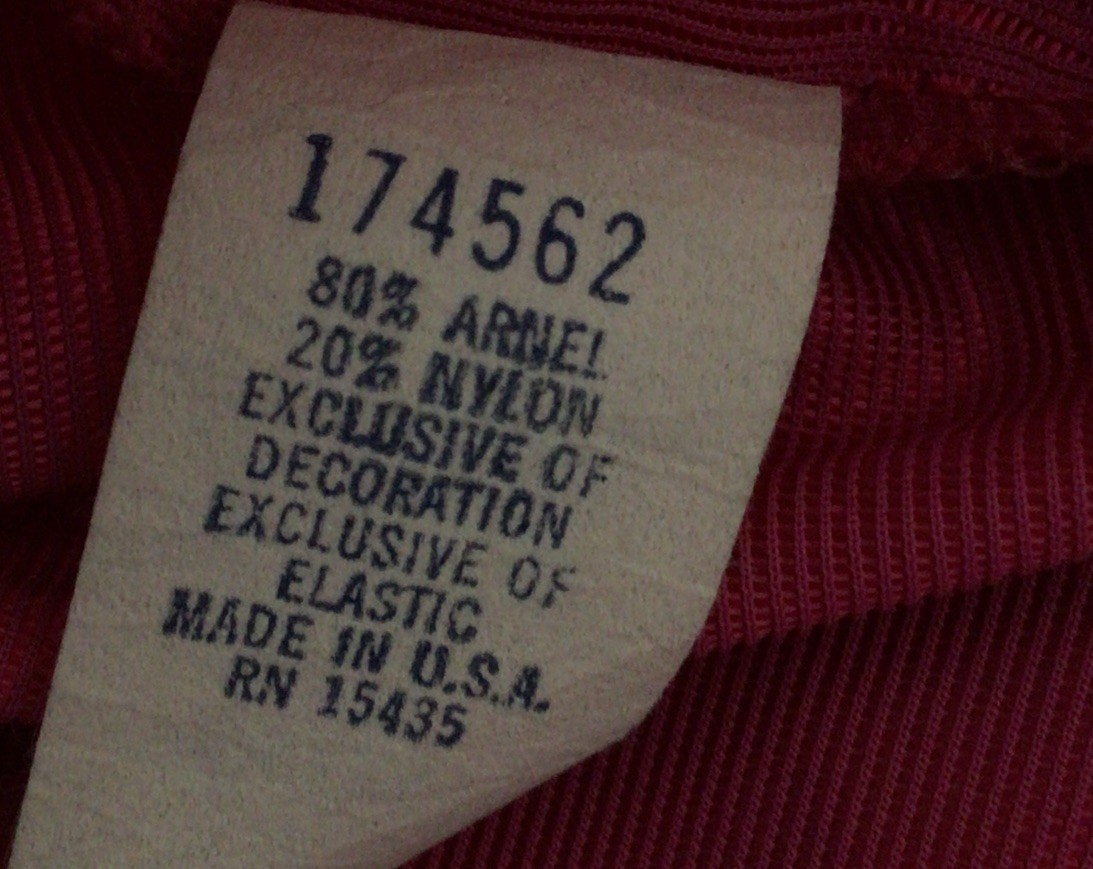 174562
80% ARNEL
20% NYLON
EXCLUSIVE OF
DECORATION
EXCLUSIVE OF
ELASTIC
MADE IN U.S.A.
RN 15435